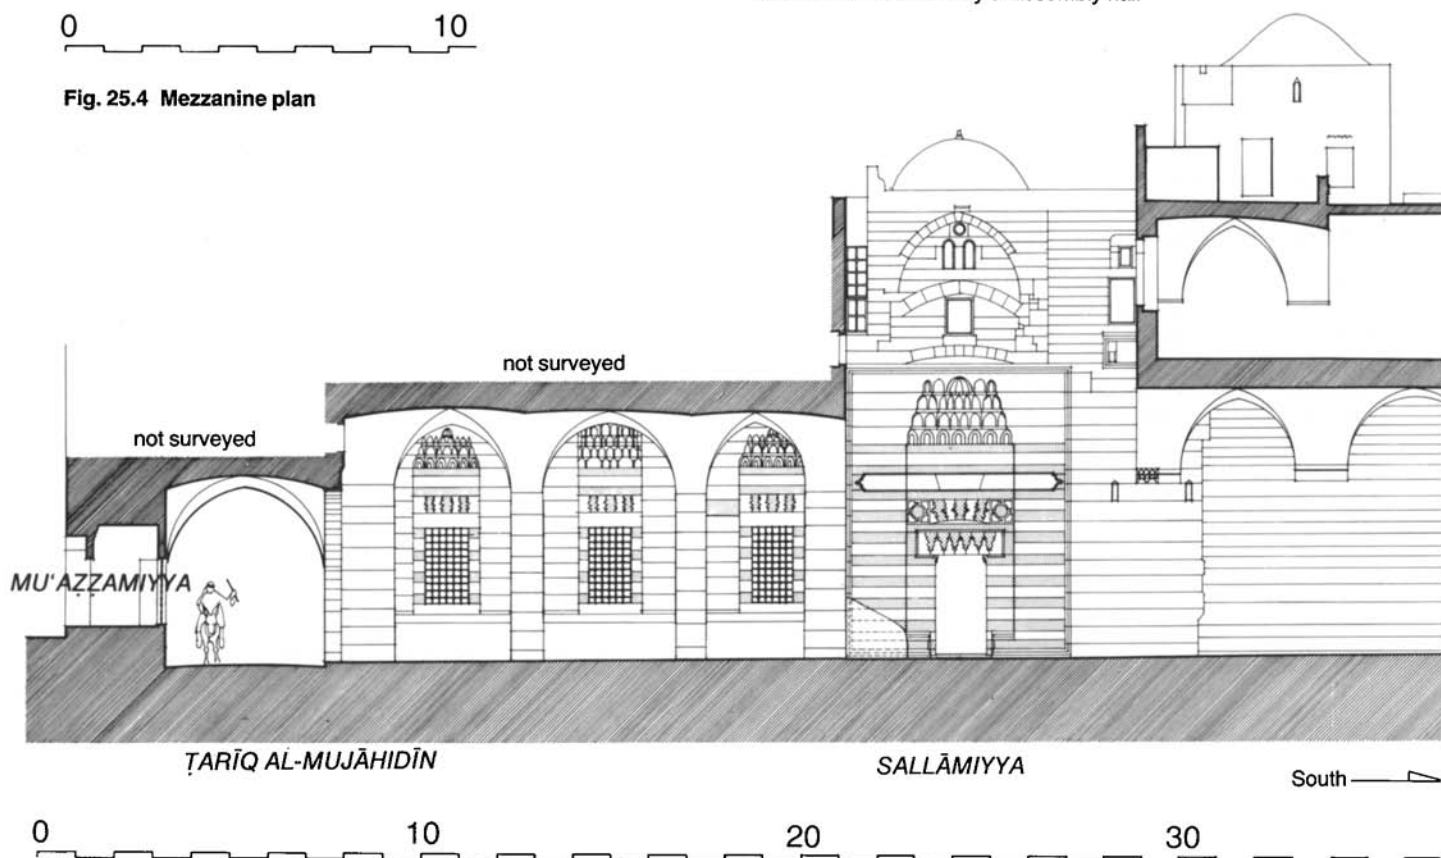 0 10
Fig. 25.4 Mezzanine plan
not surveyed
not surveyed
MU‘AẒẒAMIYYA
ṬARĪQ AL-MUJĀHIDĪN
SALLĀMIYYA
South
0 10 20 30